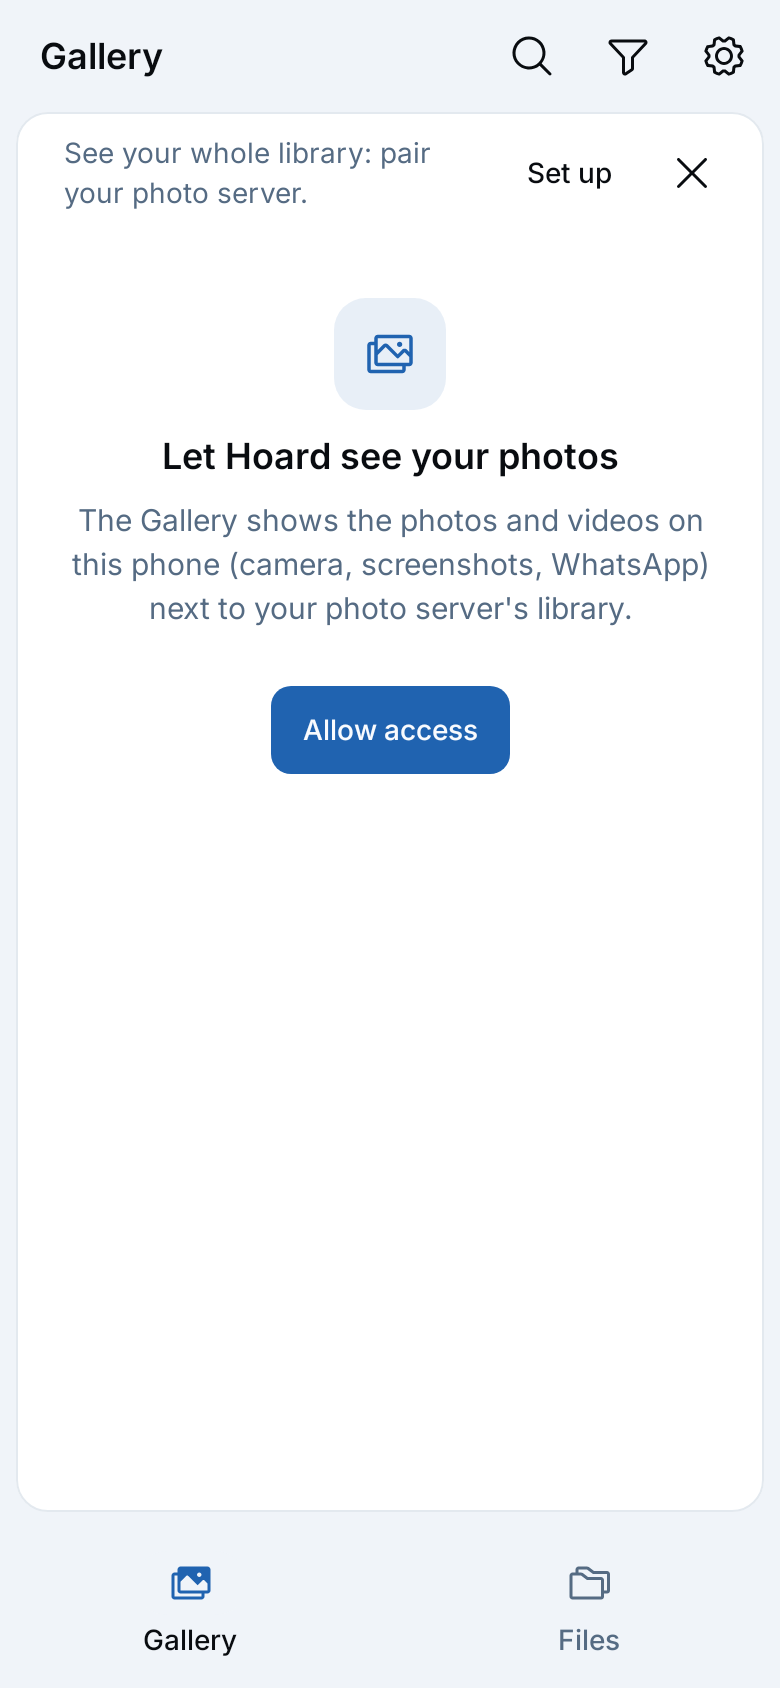 Gallery
See your whole library: pair
your photo server.
Set up
Let Hoard see your photos
The Gallery shows the photos and videos on
this phone (camera, screenshots, WhatsApp)
next to your photo server's library.
Allow access
Gallery
Files